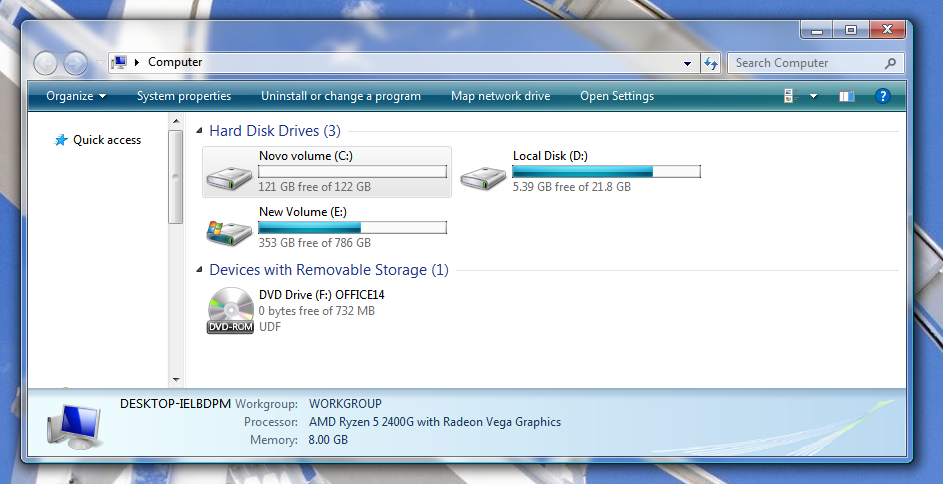 Computer
Search Computer
Organize System properties Uninstall or change a program Map network drive Open Settings ?
Quick access
Hard Disk Drives (3)
Novo volume (C:)
121 GB free of 122 GB
Local Disk (D:)
5.39 GB free of 21.8 GB
New Volume (E:)
353 GB free of 786 GB
Devices with Removable Storage (1)
DVD Drive (F:) OFFICE14
0 bytes free of 732 MB
UDF
DVD-ROM
DESKTOP-IELBDPM Workgroup: WORKGROUP
Processor: AMD Ryzen 5 2400G with Radeon Vega Graphics
Memory: 8.00 GB